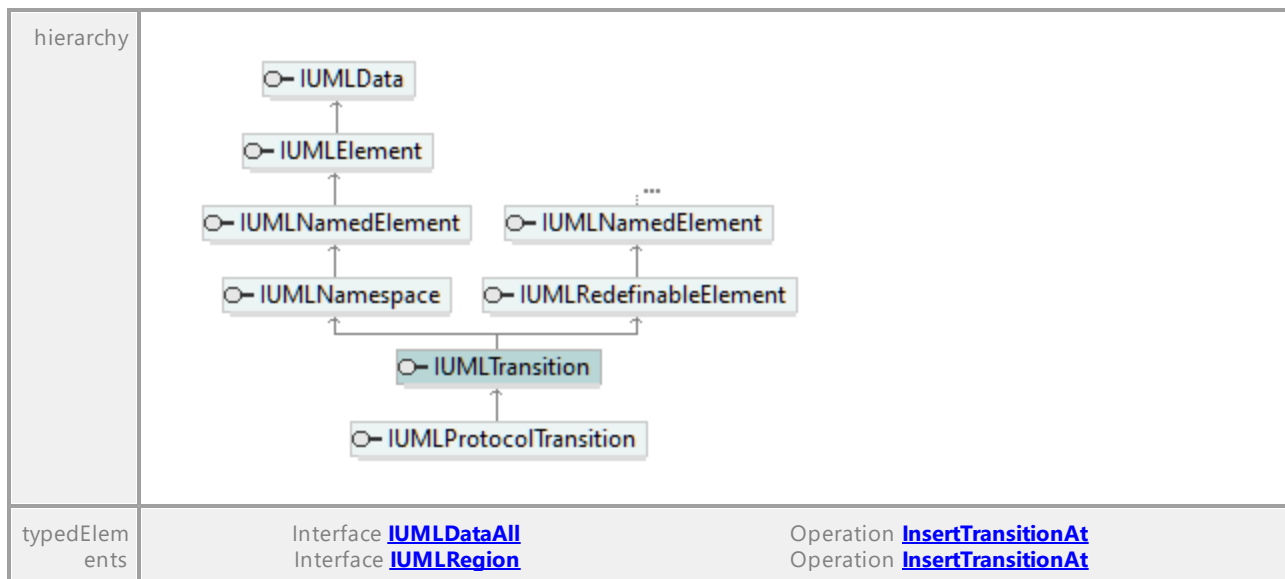 hierarchy
IUMLData
IUMLElement
...
IUMLNamedElement IUMLNamedElement
IUMLNamespace IUMLRedefinableElement
IUMLTransition
IUMLProtocolTransition
typedElem
ents
Interface IUMLDataAll Operation InsertTransitionAt
Interface IUMLRegion Operation InsertTransitionAt